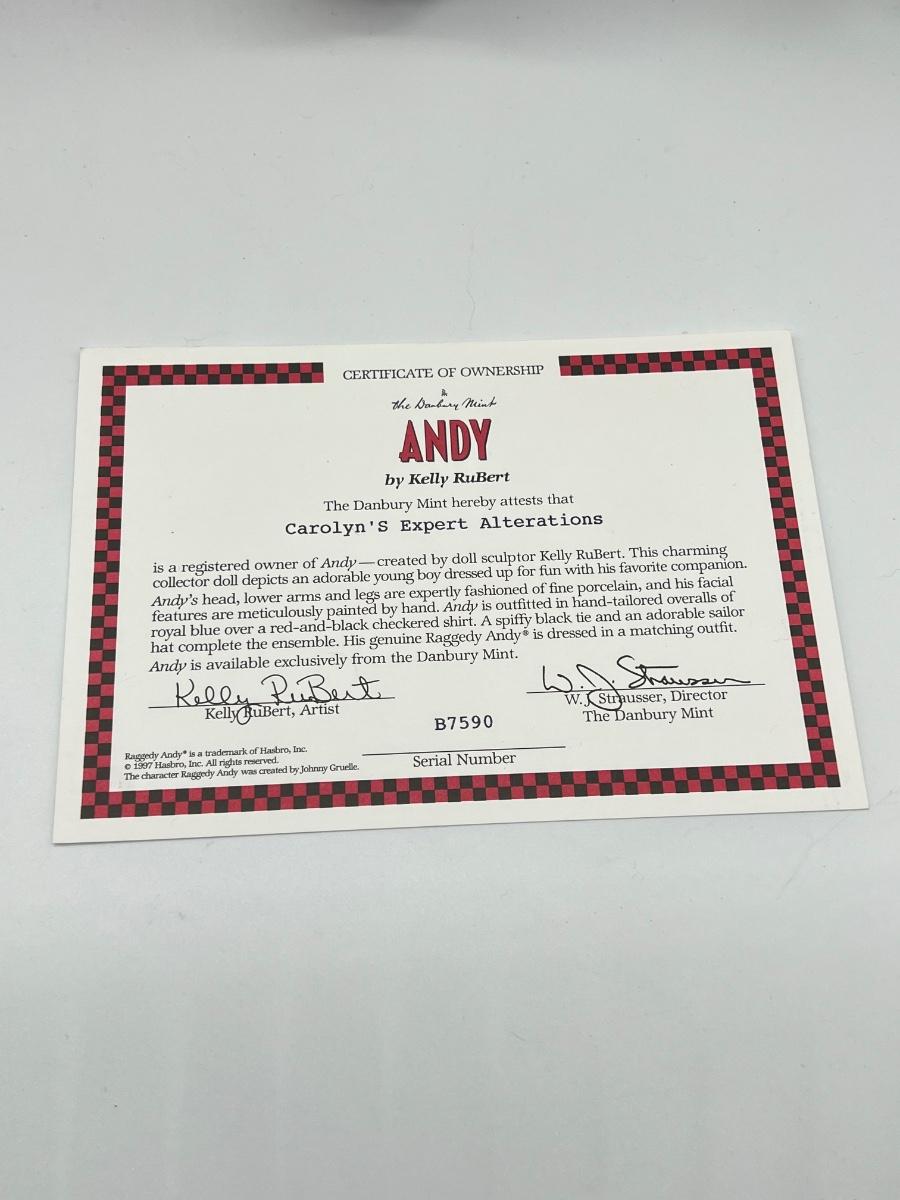 CERTIFICATE OF OWNERSHIP
the Danbury Mint
ANDY
by Kelly RuBert
The Danbury Mint hereby attests that
Carolyn'S Expert Alterations
is a registered owner of Andy—created by doll sculptor Kelly RuBert. This charming
collector doll depicts an adorable young boy dressed up for fun with his favorite companion.
Andy's head, lower arms and legs are expertly fashioned of fine porcelain, and his facial
features are meticulously painted by hand. Andy is outfitted in hand-tailored overalls of
royal blue over a red-and-black checkered shirt. A spiffy black tie and an adorable sailor
hat complete the ensemble. His genuine Raggedy Andy® is dressed in a matching outfit.
Andy is available exclusively from the Danbury Mint.
Kelly RuBert
Kelly RuBert, Artist
W.J. Strausser
W.J. Strausser, Director
The Danbury Mint
B7590
Serial Number
Raggedy Andy® is a trademark of Hasbro, Inc.
© 1997 Hasbro, Inc. All rights reserved.
The character Raggedy Andy was created by Johnny Gruelle.